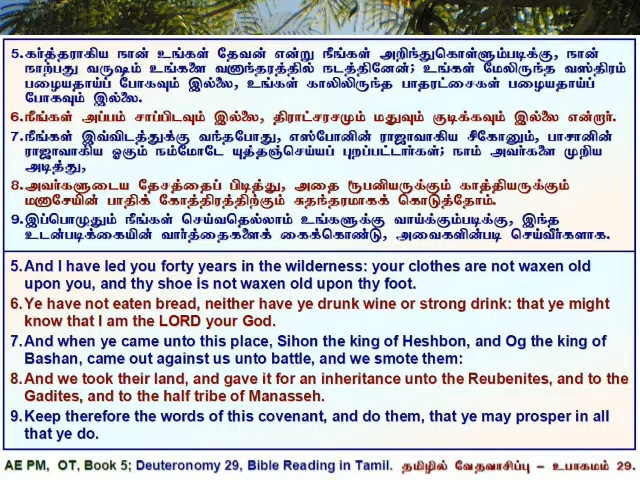 5. கர்த்தராகிய நான் உங்கள் தேவன் என்று நீங்கள் அறிந்துகொள்ளும்படிக்கு, நான்
நாற்பது வருஷம் உங்களை வனாந்தரத்தில் நடத்தினேன்; உங்கள் மேலிருந்த வஸ்திரம்
பழையதாய்ப் போகவும் இல்லை, உங்கள் காலிலிருந்த பாதரட்சைகள் பழையதாய்ப்
போகவும் இல்லை.
6. நீங்கள் அப்பம் சாப்பிடவும் இல்லை, திராட்சரசமும் மதுவும் குடிக்கவும் இல்லை என்றார்.
7. நீங்கள் இவ்விடத்துக்கு வந்தபோது, எஸ்போனின் ராஜாவாகிய சீகோனும், பாசானின்
ராஜாவாகிய ஓகும் நம்மோடே யுத்தஞ்செய்யப் புறப்பட்டார்கள்; நாம் அவர்களை முறிய
அடித்து,
8. அவர்களுடைய தேசத்தைப் பிடித்து, அதை ரூபனியருக்கும் காத்தியருக்கும்
மனாசேயின் பாதிக் கோத்திரத்திற்கும் சுதந்தரமாகக் கொடுத்தோம்.
9. இப்பொழுதும் நீங்கள் செய்வதெல்லாம் உங்களுக்கு வாய்க்கும்படிக்கு, இந்த
உடன்படிக்கையின் வார்த்தைகளைக் கைக்கொண்டு, அவைகளின்படி செய்வீர்களாக.
5. And I have led you forty years in the wilderness: your clothes are not waxen old
upon you, and thy shoe is not waxen old upon thy foot.
6. Ye have not eaten bread, neither have ye drunk wine or strong drink: that ye might
know that I am the LORD your God.
7. And when ye came unto this place, Sihon the king of Heshbon, and Og the king of
Bashan, came out against us unto battle, and we smote them:
8. And we took their land, and gave it for an inheritance unto the Reubenites, and to the
Gadites, and to the half tribe of Manasseh.
9. Keep therefore the words of this covenant, and do them, that ye may prosper in all
that ye do.
AE PM, OT, Book 5; Deuteronomy 29, Bible Reading in Tamil. தமிழில் வேதவாசிப்பு – உபாகமம் 29.